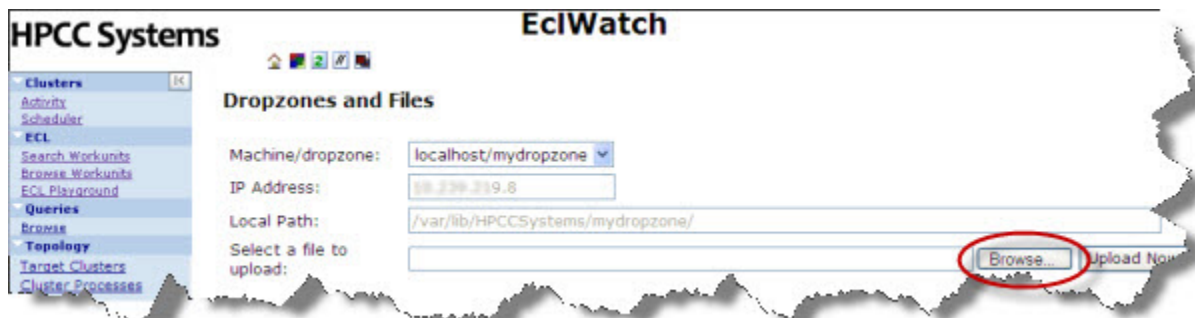 HPCC Systems
EclWatch
Clusters
Activity
Scheduler
ECL
Search Workunits
Browse Workunits
ECL Playground
Queries
Browse
Topology
Target Clusters
Cluster Processes
Dropzones and Files
Machine/dropzone: localhost/mydropzone
IP Address: 9.8
Local Path: /var/lib/HPCCSystems/mydropzone/
Select a file to
upload:
Browse... Upload Now